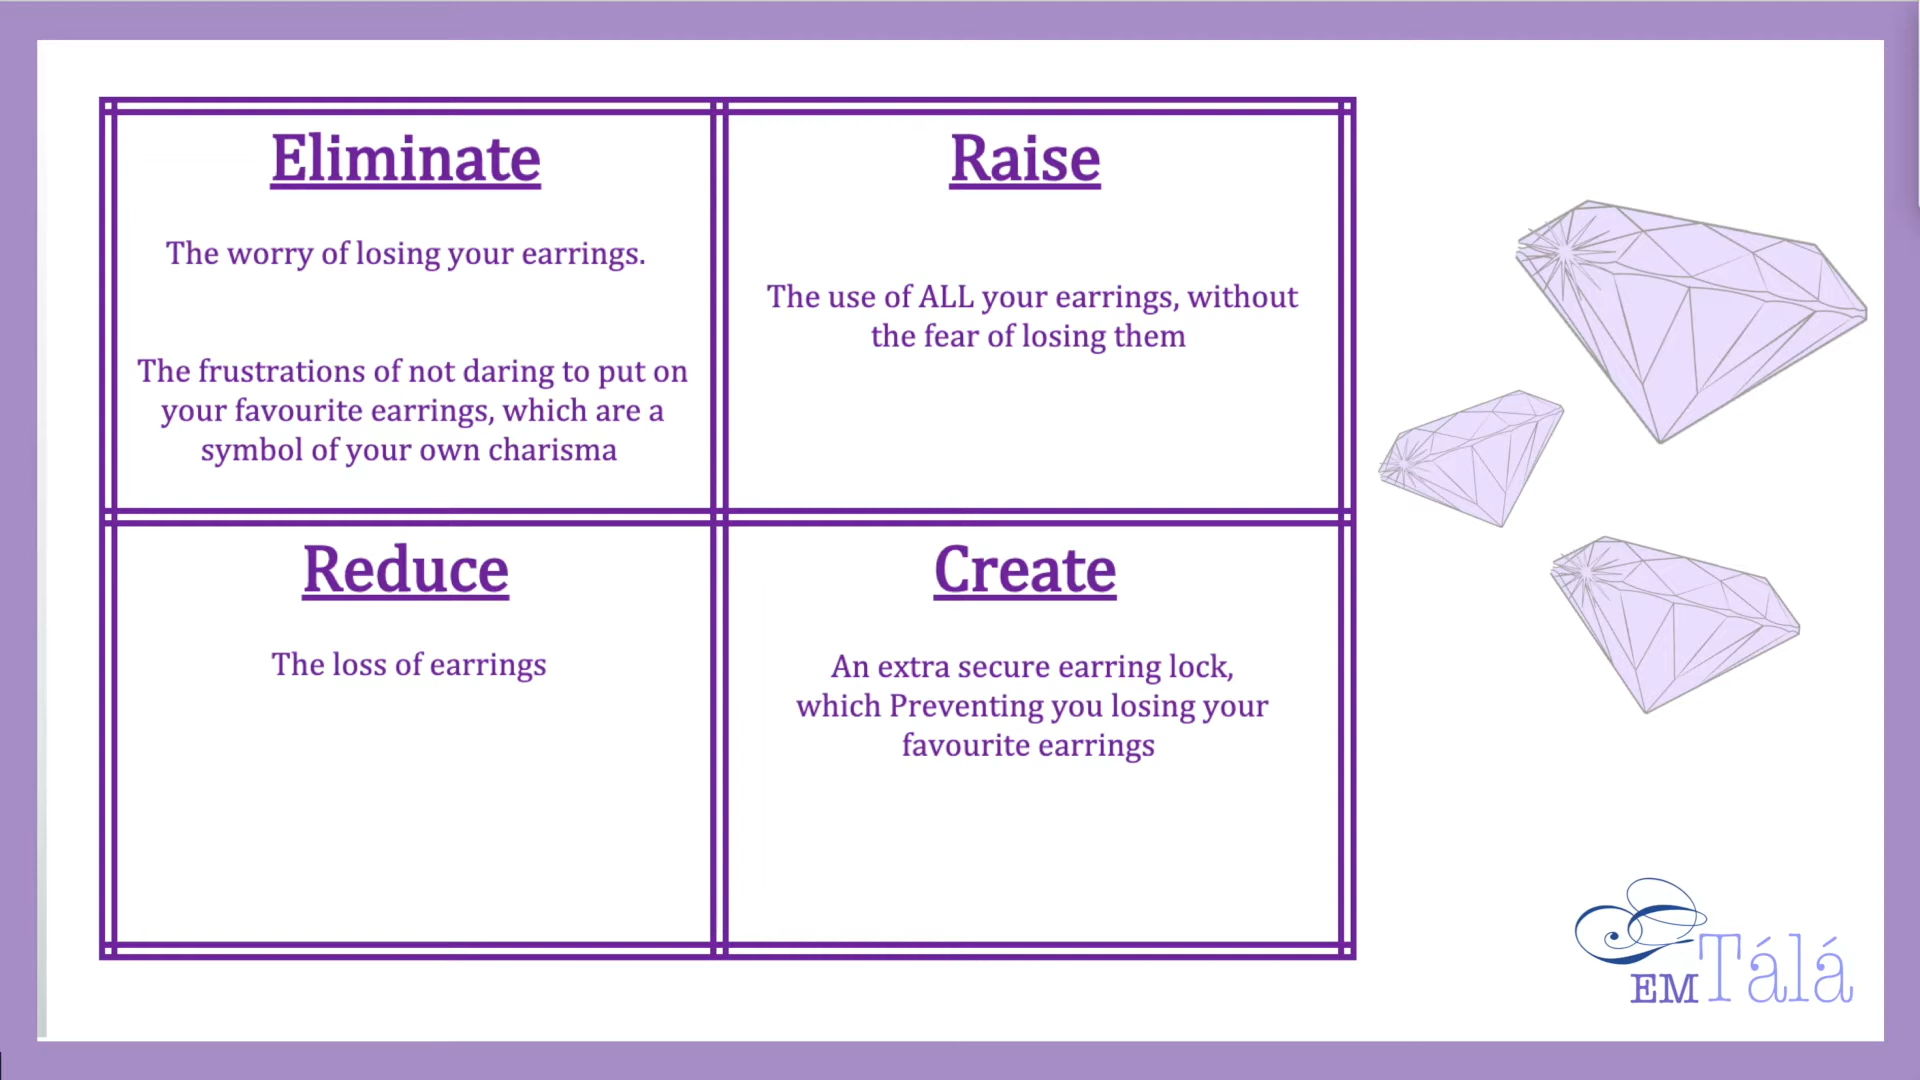 Eliminate
The worry of losing your earrings.
The frustrations of not daring to put on
your favourite earrings, which are a
symbol of your own charisma
Raise
The use of ALL your earrings, without
the fear of losing them
Reduce
The loss of earrings
Create
An extra secure earring lock,
which Preventing you losing your
favourite earrings
EM Tálá